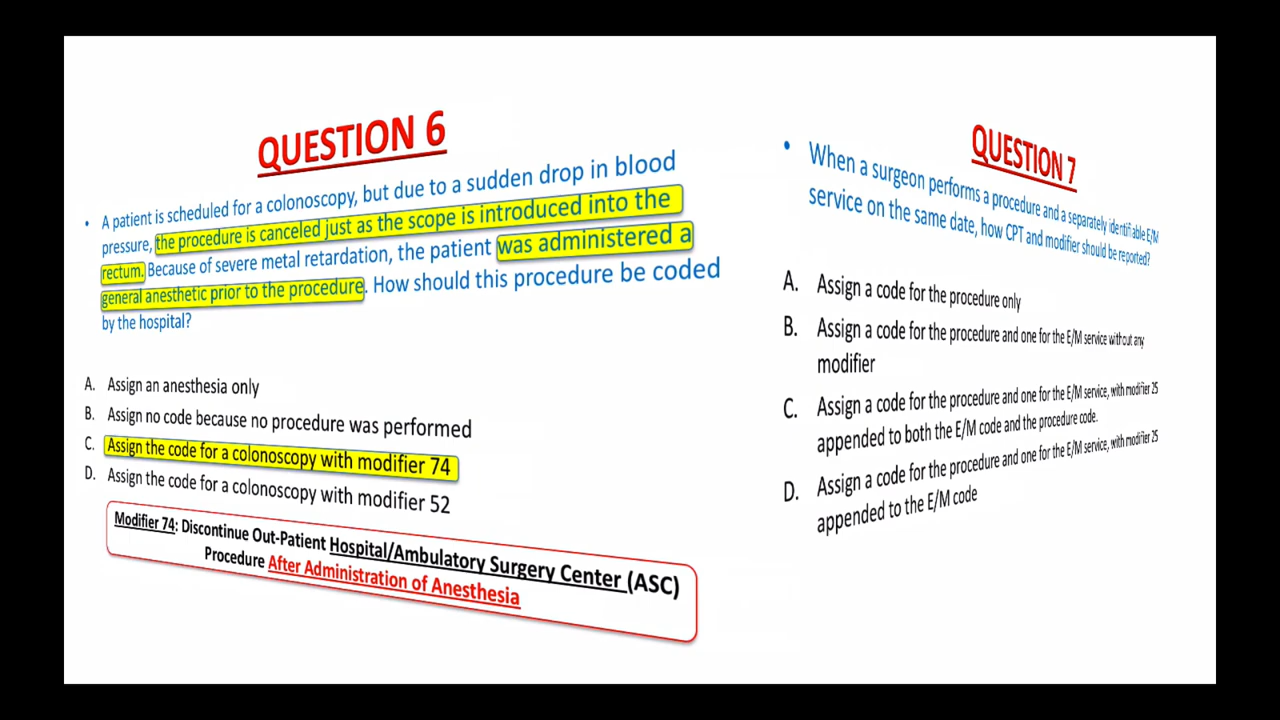 QUESTION 6
• A patient is scheduled for a colonoscopy, but due to a sudden drop in blood
pressure, the procedure is canceled just as the scope is introduced into the
rectum. Because of severe metal retardation, the patient was administered a
general anesthetic prior to the procedure. How should this procedure be coded
by the hospital?
A. Assign an anesthesia only
B. Assign no code because no procedure was performed
C. Assign the code for a colonoscopy with modifier 74
D. Assign the code for a colonoscopy with modifier 52
Modifier 74: Discontinue Out-Patient Hospital/Ambulatory Surgery Center (ASC)
Procedure After Administration of Anesthesia
QUESTION 7
• When a surgeon performs a procedure and a separately identifiable E/M
service on the same date, how CPT and modifier should be reported?
A. Assign a code for the procedure only
B. Assign a code for the procedure and one for the E/M service without any
modifier
C. Assign a code for the procedure and one for the E/M service, with modifier 25
appended to both the E/M code and the procedure code.
D. Assign a code for the procedure and one for the E/M service, with modifier 25
appended to the E/M code